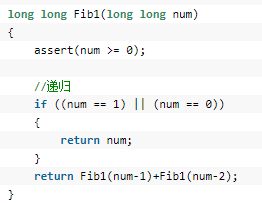 long long Fib1(long long num)
{
    assert(num >= 0);
    //递归
    if ((num == 1) || (num == 0))
    {
        return num;
    }
    return Fib1(num-1)+Fib1(num-2);
}